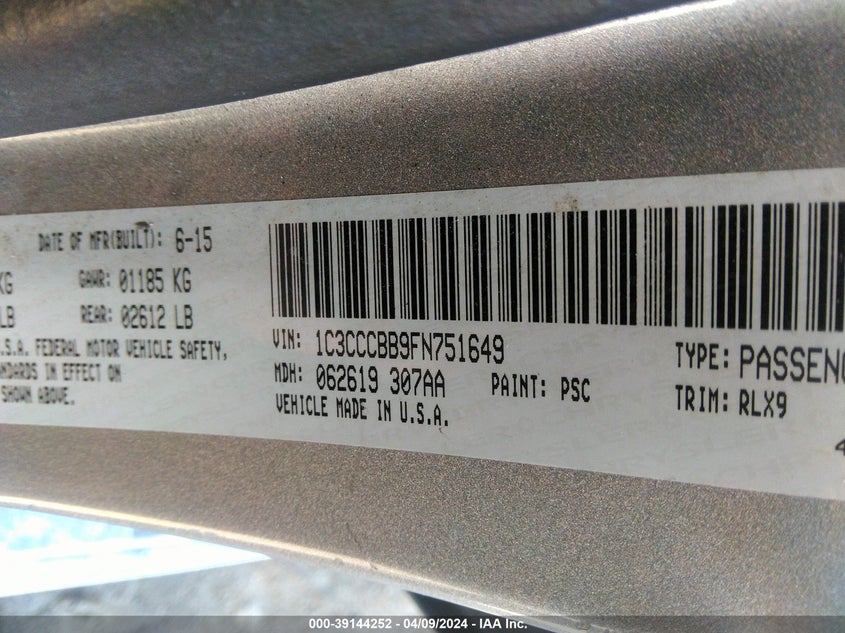 DATE OF MFR(BUILT): 6-15
KG GAWR: 01185 KG
LB REAR: 02612 LB
U.S.A. FEDERAL MOTOR VEHICLE SAFETY,
IN EFFECT ON
SHOWN ABOVE.
VIN: 1C3CCCBB9FN751649
MDH: 062619 307AA PAINT: PSC
VEHICLE MADE IN U.S.A.
TYPE:
TRIM: RLX9
4
000-39144252 - 04/09/2024 - IAA Inc.